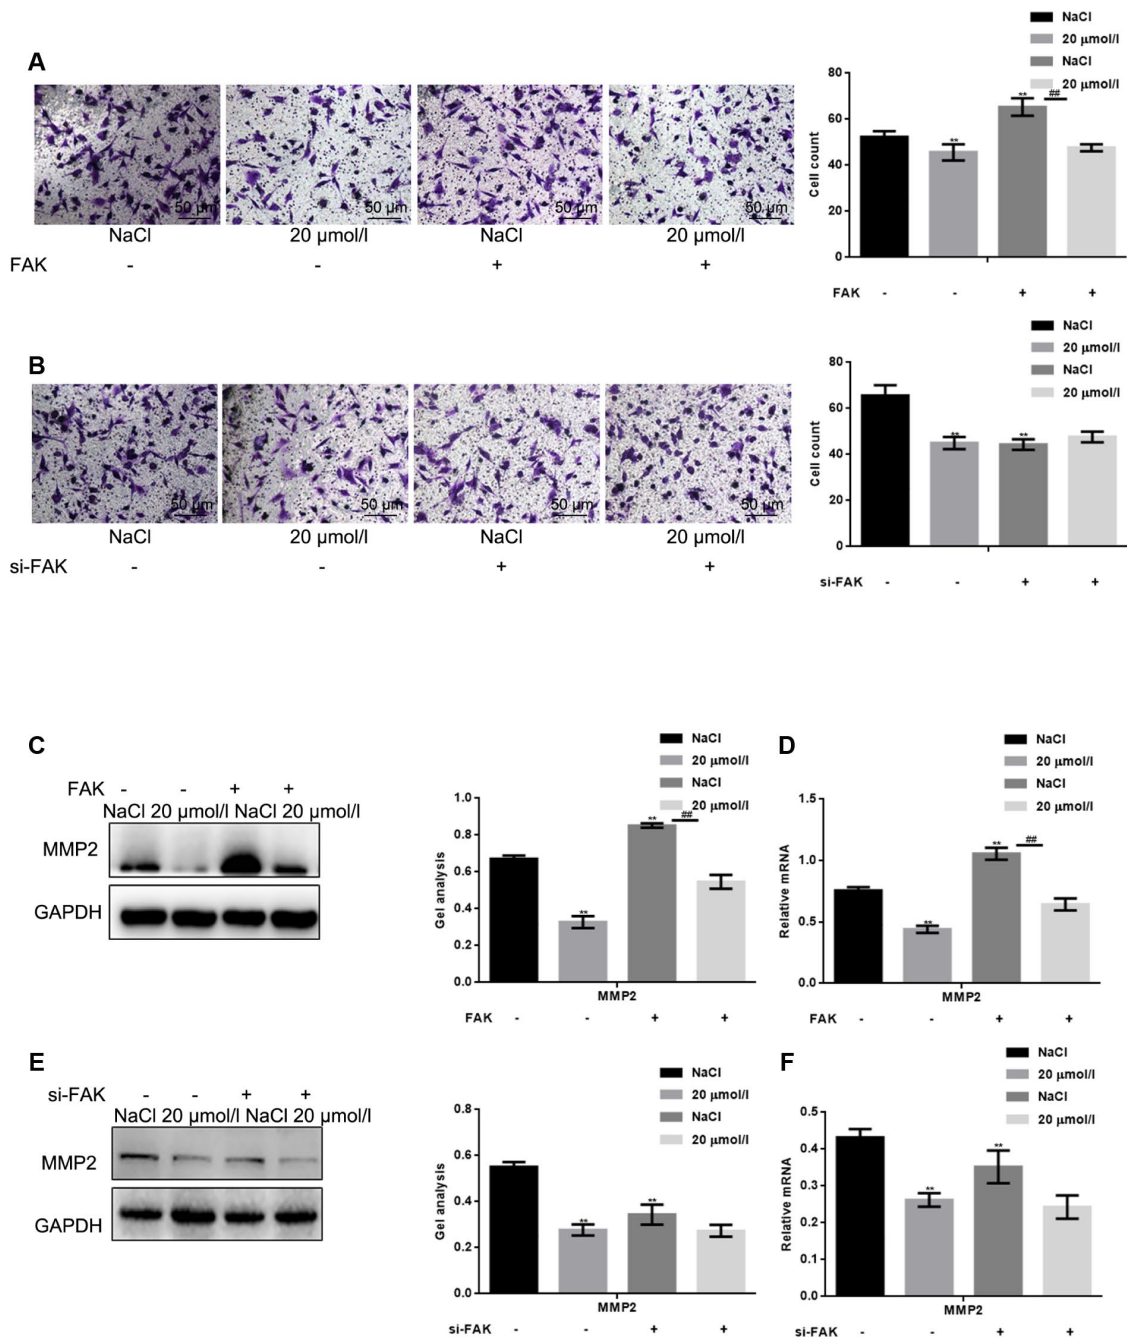 A
50 µm
50 µm
50 µm
50 µm
NaCl
20 µmol/l
NaCl
20 µmol/l
FAK
-
-
+
+
NaCl
20 µmol/l
NaCl
20 µmol/l
80
60
40
20
0
Cell count
**
**
##
FAK
-
-
+
+
B
50 µm
50 µm
50 µm
50 µm
NaCl
20 µmol/l
NaCl
20 µmol/l
si-FAK
-
-
+
+
NaCl
20 µmol/l
NaCl
20 µmol/l
80
60
40
20
0
Cell count
**
**
si-FAK
-
-
+
+
C
FAK - - + +
NaCl 20 µmol/l NaCl 20 µmol/l
MMP2
GAPDH
NaCl
20 µmol/l
NaCl
20 µmol/l
1.0
0.8
0.6
0.4
0.2
0.0
Gel analysis
**
**
##
MMP2
FAK - - + +
D
NaCl
20 µmol/l
NaCl
20 µmol/l
1.5
1.0
0.5
0.0
Relative mRNA
**
**
##
MMP2
FAK - - + +
E
si-FAK - - + +
NaCl 20 µmol/l NaCl 20 µmol/l
MMP2
GAPDH
NaCl
20 µmol/l
NaCl
20 µmol/l
0.8
0.6
0.4
0.2
0.0
Gel analysis
**
**
MMP2
si-FAK - - + +
F
NaCl
20 µmol/l
NaCl
20 µmol/l
0.5
0.4
0.3
0.2
0.1
0.0
Relative mRNA
**
**
MMP2
si-FAK - - + +